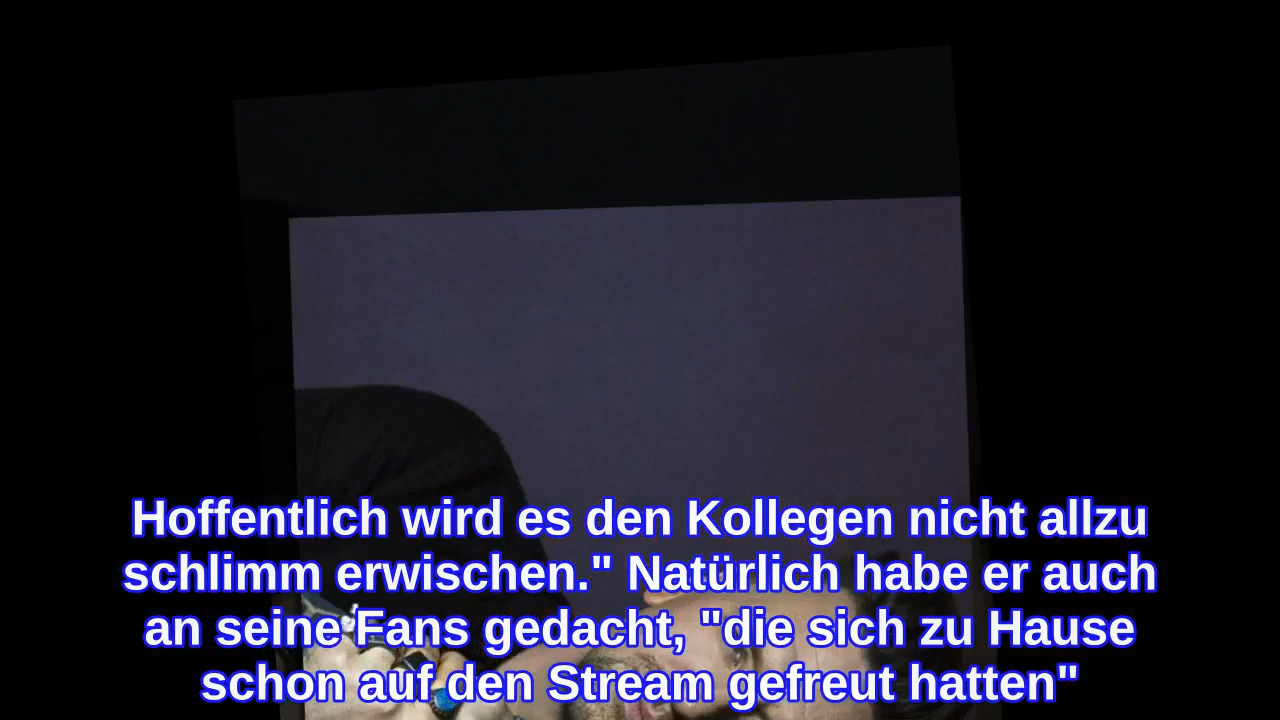 Hoffentlich wird es den Kollegen nicht allzu
schlimm erwischen." Natürlich habe er auch
an seine Fans gedacht, "die sich zu Hause
schon auf den Stream gefreut hatten"